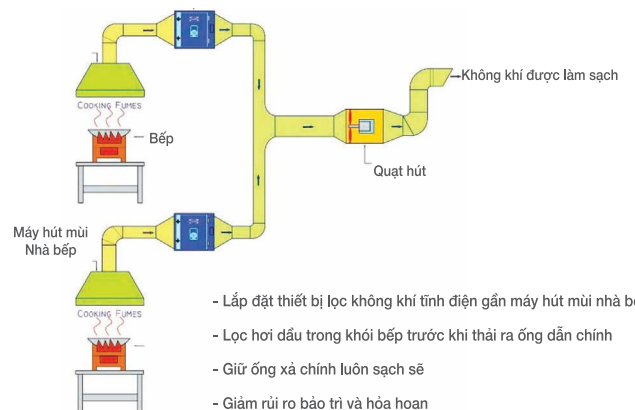 Không khí được làm sạch
COOKING FUMES
Bếp
Quạt hút
Máy hút mùi
Nhà bếp
- Lắp đặt thiết bị lọc không khí tĩnh điện gần máy hút mùi nhà bế
COOKING FUMES
- Lọc hơi dầu trong khói bếp trước khi thải ra ống dẫn chính
- Giữ ống xả chính luôn sạch sẽ
- Giảm rủi ro bảo trì và hỏa hoạn